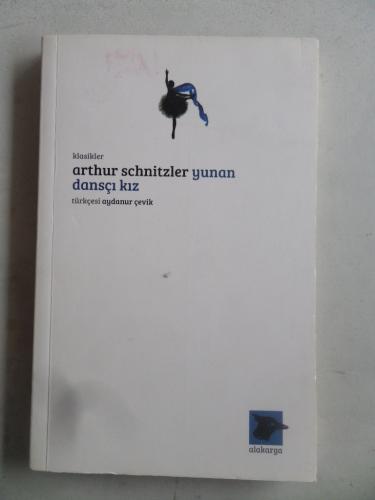 klasikler
arthur schnitzler yunan
dansçı kız
türkçesi aydanur çevik
alakarga